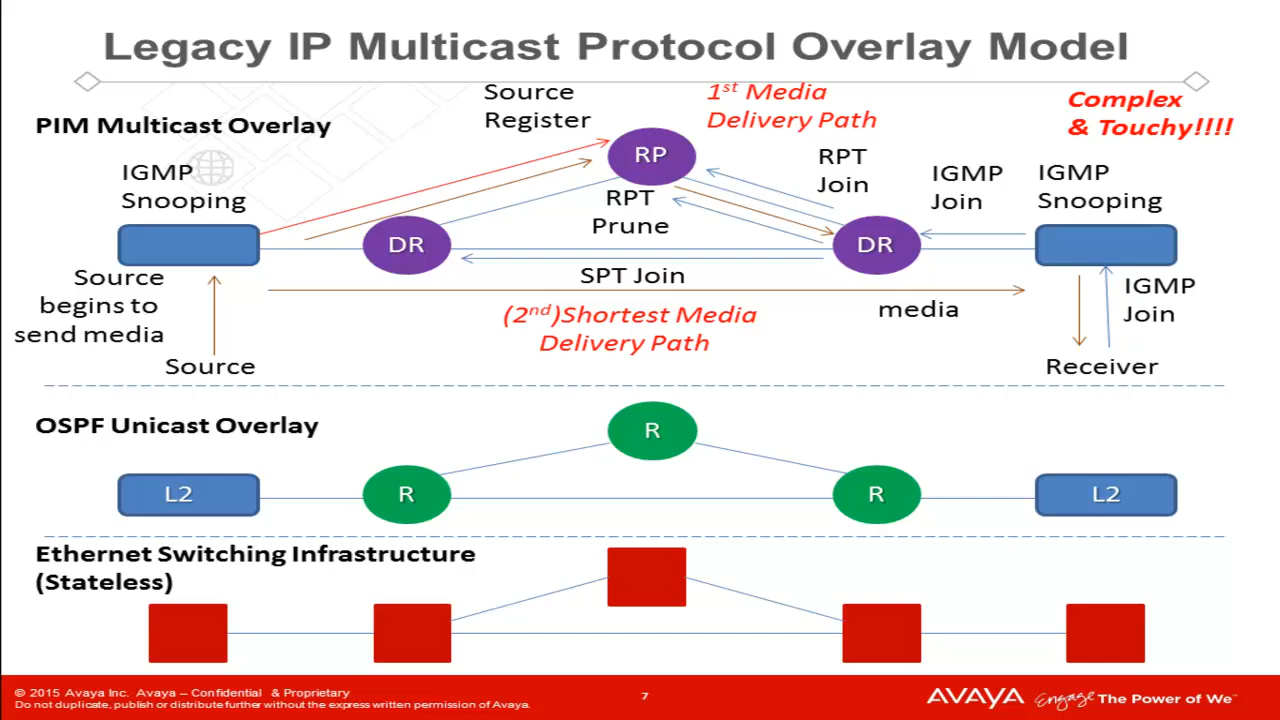 Legacy IP Multicast Protocol Overlay Model
PIM Multicast Overlay
Source
Register
1st Media
Delivery Path
Complex
& Touchy!!!!
IGMP
Snooping
RP
RPT
Join
IGMP
Join
IGMP
Snooping
RPT
Prune
DR
DR
SPT Join
Source
begins to
send media
(2nd)Shortest Media
Delivery Path
media
IGMP
Join
Source
Receiver
OSPF Unicast Overlay
R
L2
R
R
L2
Ethernet Switching Infrastructure
(Stateless)
© 2015 Avaya Inc. Avaya – Confidential & Proprietary
Do not duplicate, publish or distribute further without the express written permission of Avaya.
7
AVAYA Engage The Power of We™